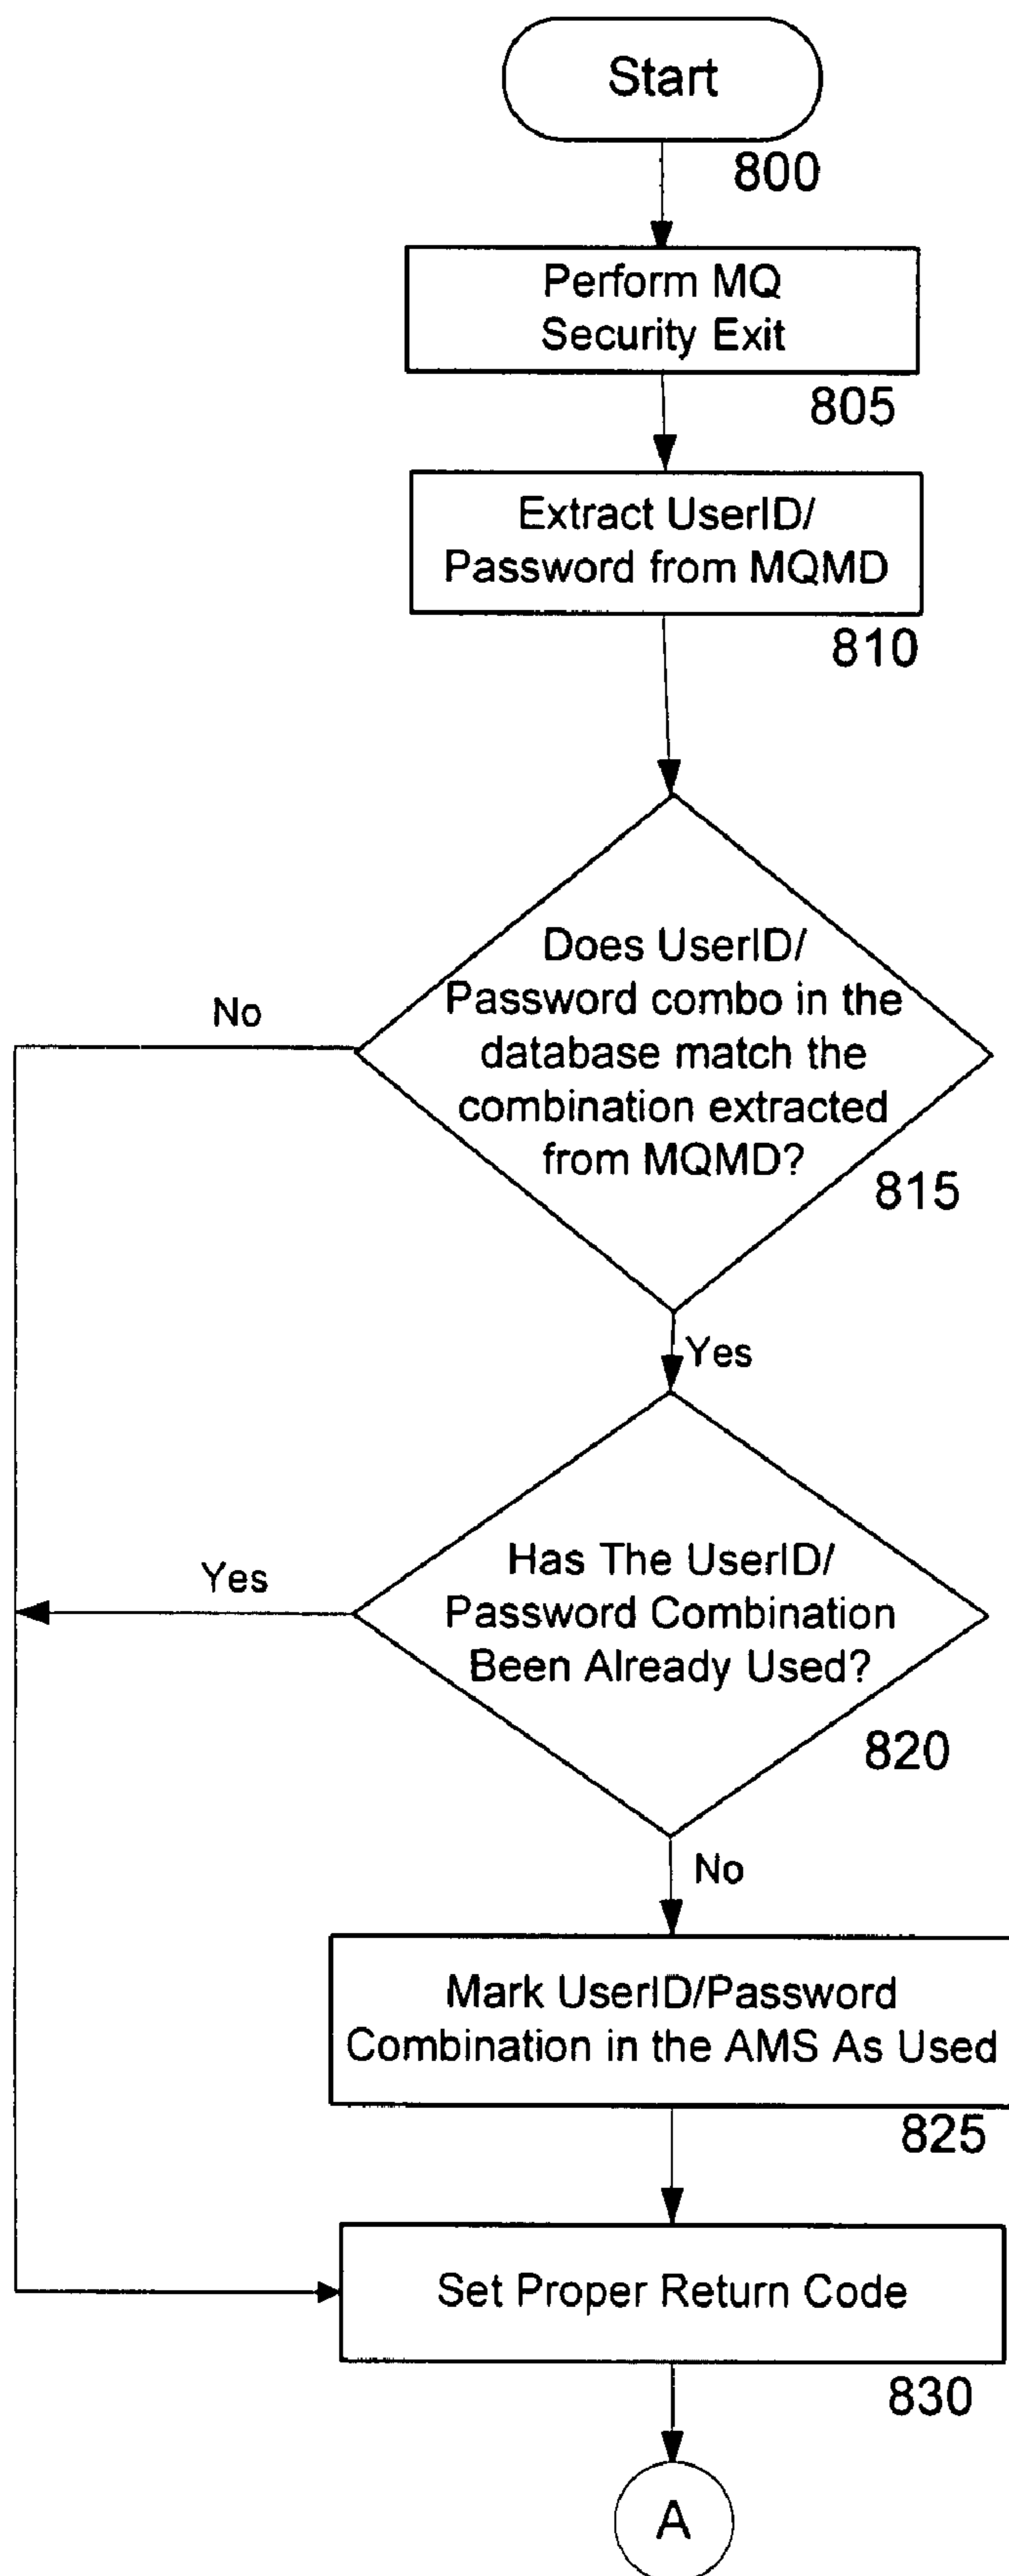 Start
800
Perform MQ
Security Exit
805
Extract UserID/
Password from MQMD
810
Does UserID/
Password combo in the
database match the
combination extracted
from MQMD?
815
No
Yes
Has The UserID/
Password Combination
Been Already Used?
820
Yes
No
Mark UserID/Password
Combination in the AMS As Used
825
Set Proper Return Code
830
A